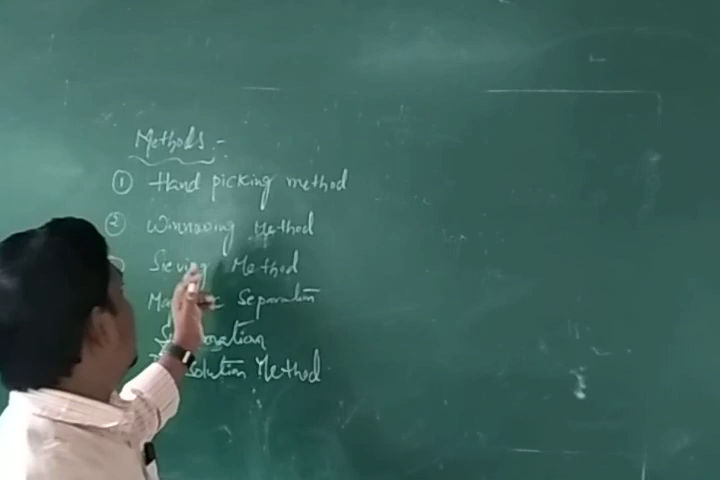 Methods:-
① Hand picking method
② Winnowing Method
Sieving Method
Separation
Method